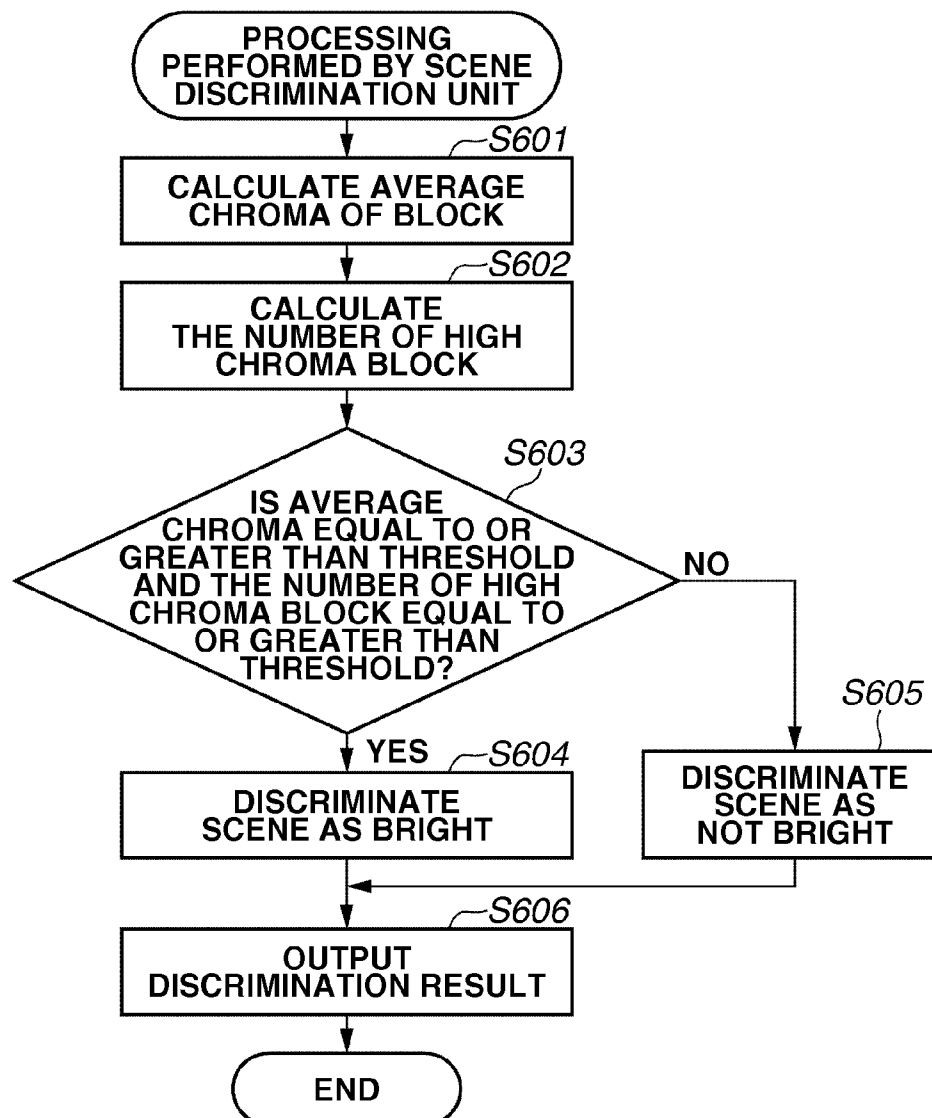 PROCESSING
PERFORMED BY SCENE
DISCRIMINATION UNIT
S601
CALCULATE AVERAGE
CHROMA OF BLOCK
S602
CALCULATE
THE NUMBER OF HIGH
CHROMA BLOCK
S603
IS AVERAGE
CHROMA EQUAL TO OR
GREATER THAN THRESHOLD
AND THE NUMBER OF HIGH
CHROMA BLOCK EQUAL TO
OR GREATER THAN
THRESHOLD?
NO
YES
S604
DISCRIMINATE
SCENE AS BRIGHT
S605
DISCRIMINATE
SCENE AS
NOT BRIGHT
S606
OUTPUT
DISCRIMINATION RESULT
END